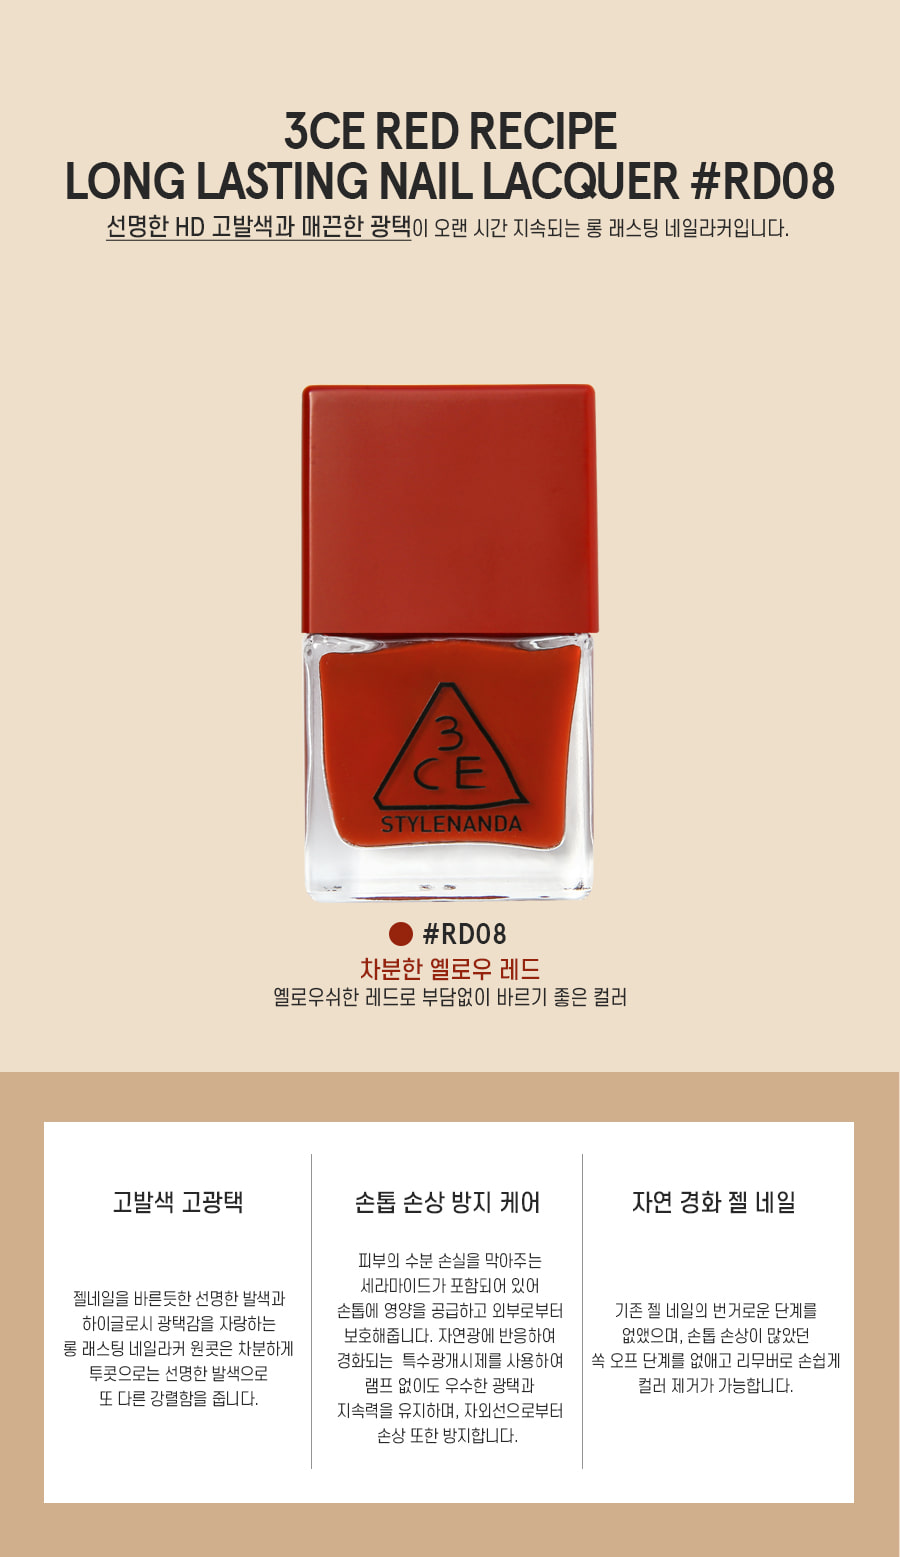 3CE RED RECIPE
LONG LASTING NAIL LACQUER #RD08
선명한 HD 고발색과 매끈한 광택이 오랜 시간 지속되는 롱 래스팅 네일라커입니다.
3
CE
STYLENANDA
#RD08
차분한 옐로우 레드
옐로우쉬한 레드로 부담없이 바르기 좋은 컬러
고발색 고광택
젤네일을 바른듯한 선명한 발색과
하이글로시 광택감을 자랑하는
롱 래스팅 네일라커 원콧은 차분하게
투콧으로는 선명한 발색으로
또 다른 강렬함을 줍니다.
손톱 손상 방지 케어
피부의 수분 손실을 막아주는
세라마이드가 포함되어 있어
손톱에 영양을 공급하고 외부로부터
보호해줍니다. 자연광에 반응하여
경화되는 특수광개시제를 사용하여
램프 없이도 우수한 광택과
지속력을 유지하며, 자외선으로부터
손상 또한 방지합니다.
자연 경화 젤 네일
기존 젤 네일의 번거로운 단계를
없앴으며, 손톱 손상이 많았던
쏙 오프 단계를 없애고 리무버로 손쉽게
컬러 제거가 가능합니다.